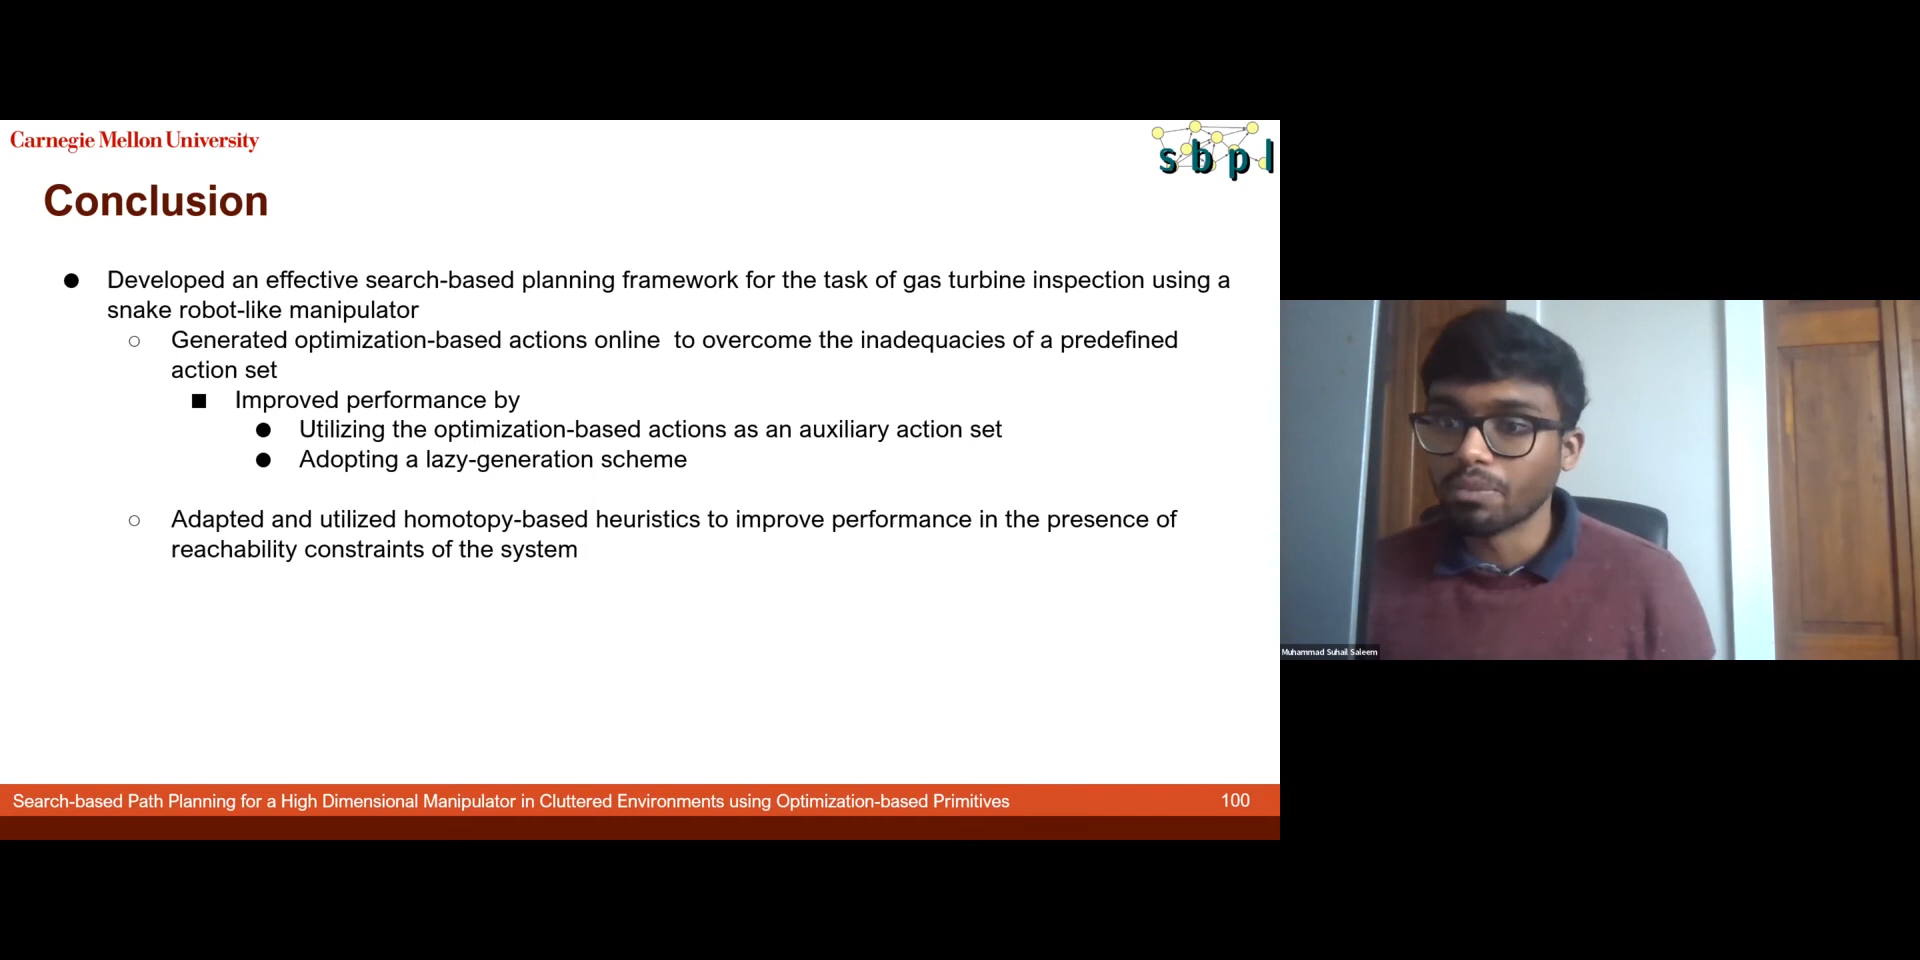 Carnegie Mellon University
sbpl
Conclusion
● Developed an effective search-based planning framework for the task of gas turbine inspection using a
snake robot-like manipulator
○ Generated optimization-based actions online  to overcome the inadequacies of a predefined
action set
■ Improved performance by
● Utilizing the optimization-based actions as an auxiliary action set
● Adopting a lazy-generation scheme
○ Adapted and utilized homotopy-based heuristics to improve performance in the presence of
reachability constraints of the system
Muhammad Suhail Saleem
Search-based Path Planning for a High Dimensional Manipulator in Cluttered Environments using Optimization-based Primitives 100